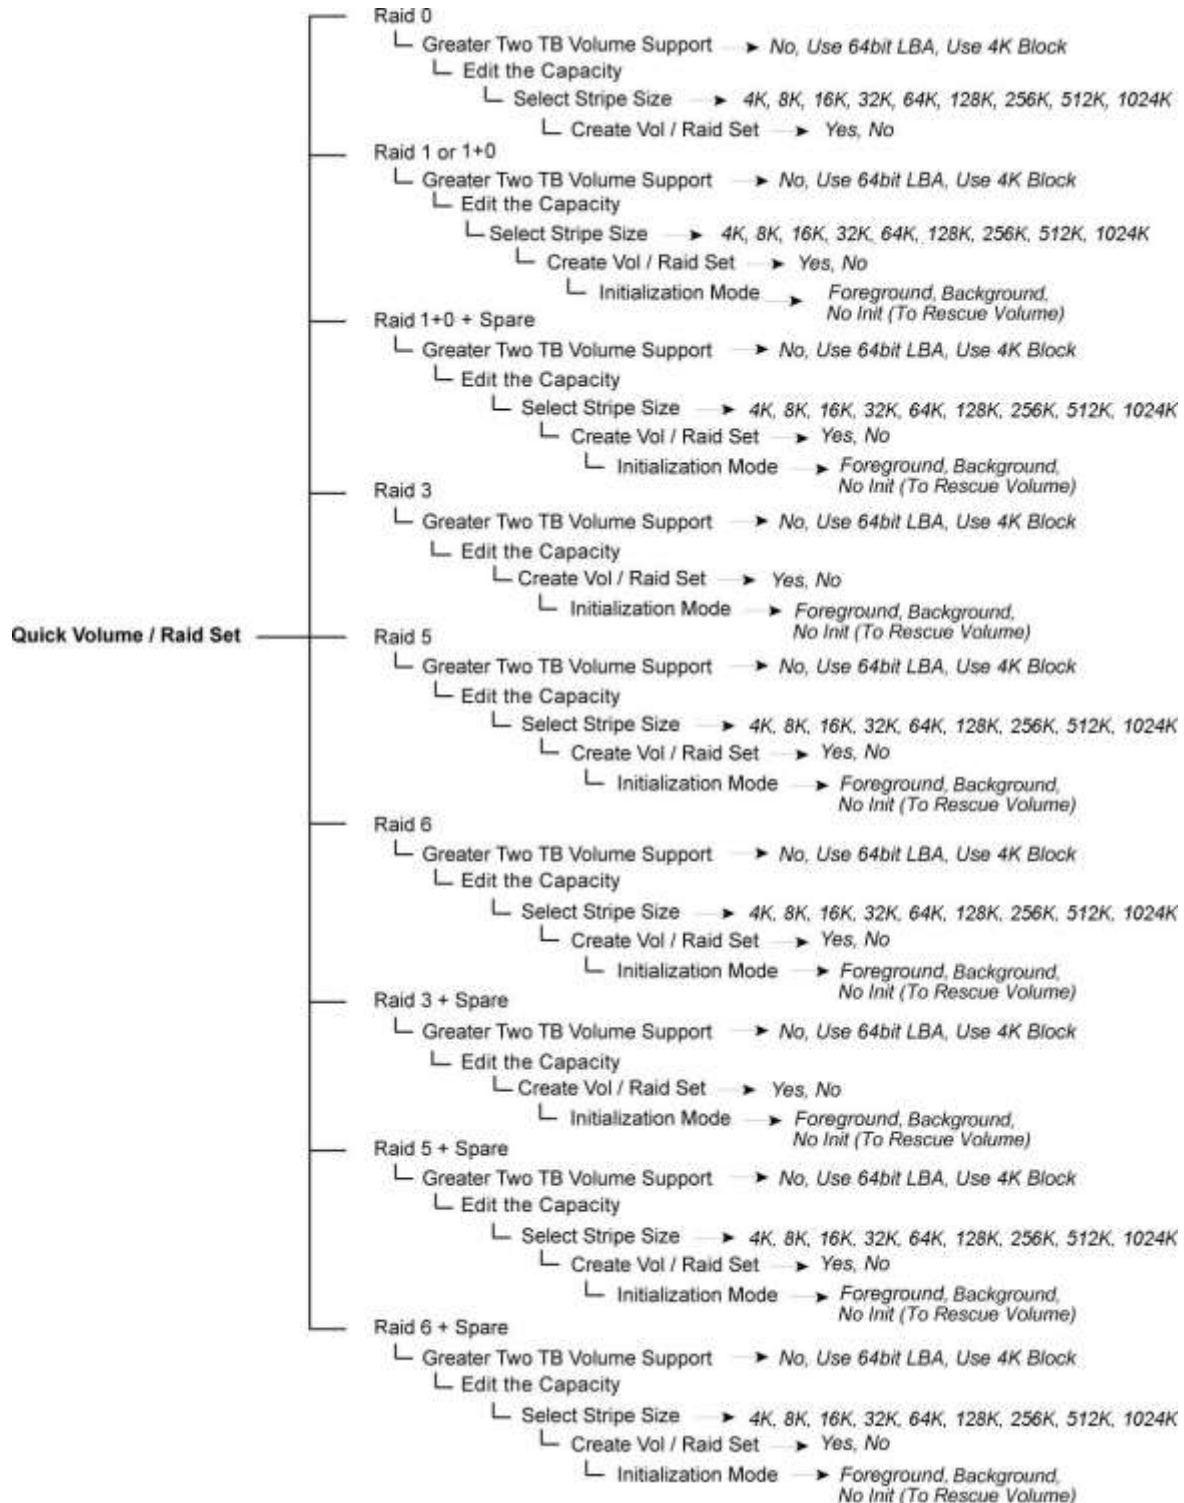 Raid 0
Greater Two TB Volume Support No, Use 64bit LBA, Use 4K Block
Edit the Capacity
Select Stripe Size 4K, 8K, 16K, 32K, 64K, 128K, 256K, 512K, 1024K
Create Vol / Raid Set Yes, No
Raid 1 or 1+0
Greater Two TB Volume Support No, Use 64bit LBA, Use 4K Block
Edit the Capacity
Select Stripe Size 4K, 8K, 16K, 32K, 64K, 128K, 256K, 512K, 1024K
Create Vol / Raid Set Yes, No
Initialization Mode Foreground, Background,
No Init (To Rescue Volume)
Raid 1+0 + Spare
Greater Two TB Volume Support No, Use 64bit LBA, Use 4K Block
Edit the Capacity
Select Stripe Size 4K, 8K, 16K, 32K, 64K, 128K, 256K, 512K, 1024K
Create Vol / Raid Set Yes, No
Initialization Mode Foreground, Background,
No Init (To Rescue Volume)
Raid 3
Greater Two TB Volume Support No, Use 64bit LBA, Use 4K Block
Edit the Capacity
Create Vol / Raid Set Yes, No
Initialization Mode Foreground, Background,
No Init (To Rescue Volume)
Quick Volume / Raid Set
Raid 5
Greater Two TB Volume Support No, Use 64bit LBA, Use 4K Block
Edit the Capacity
Select Stripe Size 4K, 8K, 16K, 32K, 64K, 128K, 256K, 512K, 1024K
Create Vol / Raid Set Yes, No
Initialization Mode Foreground, Background,
No Init (To Rescue Volume)
Raid 6
Greater Two TB Volume Support No, Use 64bit LBA, Use 4K Block
Edit the Capacity
Select Stripe Size 4K, 8K, 16K, 32K, 64K, 128K, 256K, 512K, 1024K
Create Vol / Raid Set Yes, No
Initialization Mode Foreground, Background,
No Init (To Rescue Volume)
Raid 3 + Spare
Greater Two TB Volume Support No, Use 64bit LBA, Use 4K Block
Edit the Capacity
Create Vol / Raid Set Yes, No
Initialization Mode Foreground, Background,
No Init (To Rescue Volume)
Raid 5 + Spare
Greater Two TB Volume Support No, Use 64bit LBA, Use 4K Block
Edit the Capacity
Select Stripe Size 4K, 8K, 16K, 32K, 64K, 128K, 256K, 512K, 1024K
Create Vol / Raid Set Yes, No
Initialization Mode Foreground, Background,
No Init (To Rescue Volume)
Raid 6 + Spare
Greater Two TB Volume Support No, Use 64bit LBA, Use 4K Block
Edit the Capacity
Select Stripe Size 4K, 8K, 16K, 32K, 64K, 128K, 256K, 512K, 1024K
Create Vol / Raid Set Yes, No
Initialization Mode Foreground, Background,
No Init (To Rescue Volume)